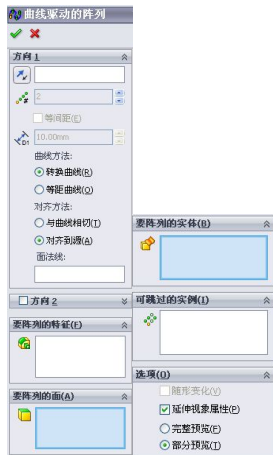 曲线驱动的阵列
方向1
2
等间距(E)
D1
10.00mm
曲线方法:
转换曲线(R)
等距曲线(O)
对齐方法:
与曲线相切(T)
对齐到源(A)
面法线:
方向2
要阵列的特征(F)
要阵列的面(A)
要阵列的实体(B)
可跳过的实例(I)
选项(O)
随形变化(V)
延伸视象属性(P)
完整预览(F)
部分预览(T)